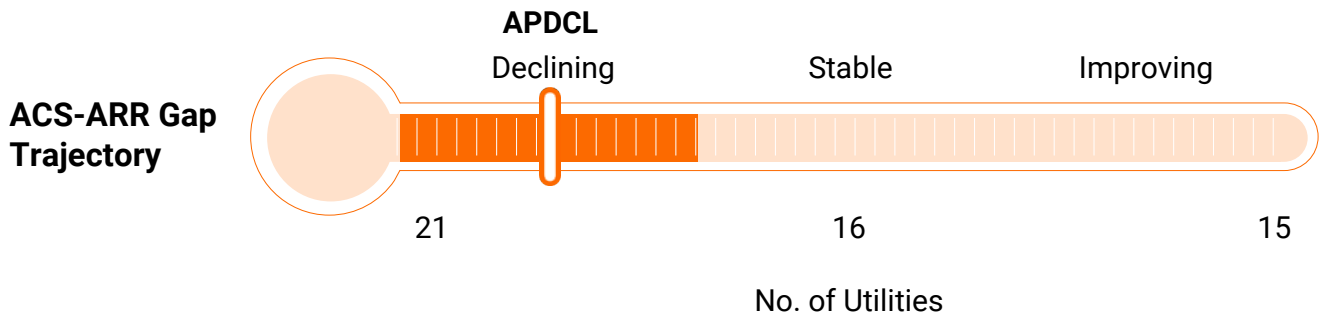 APDCL
Declining Stable Improving
ACS-ARR Gap
Trajectory
21 16 15
No. of Utilities